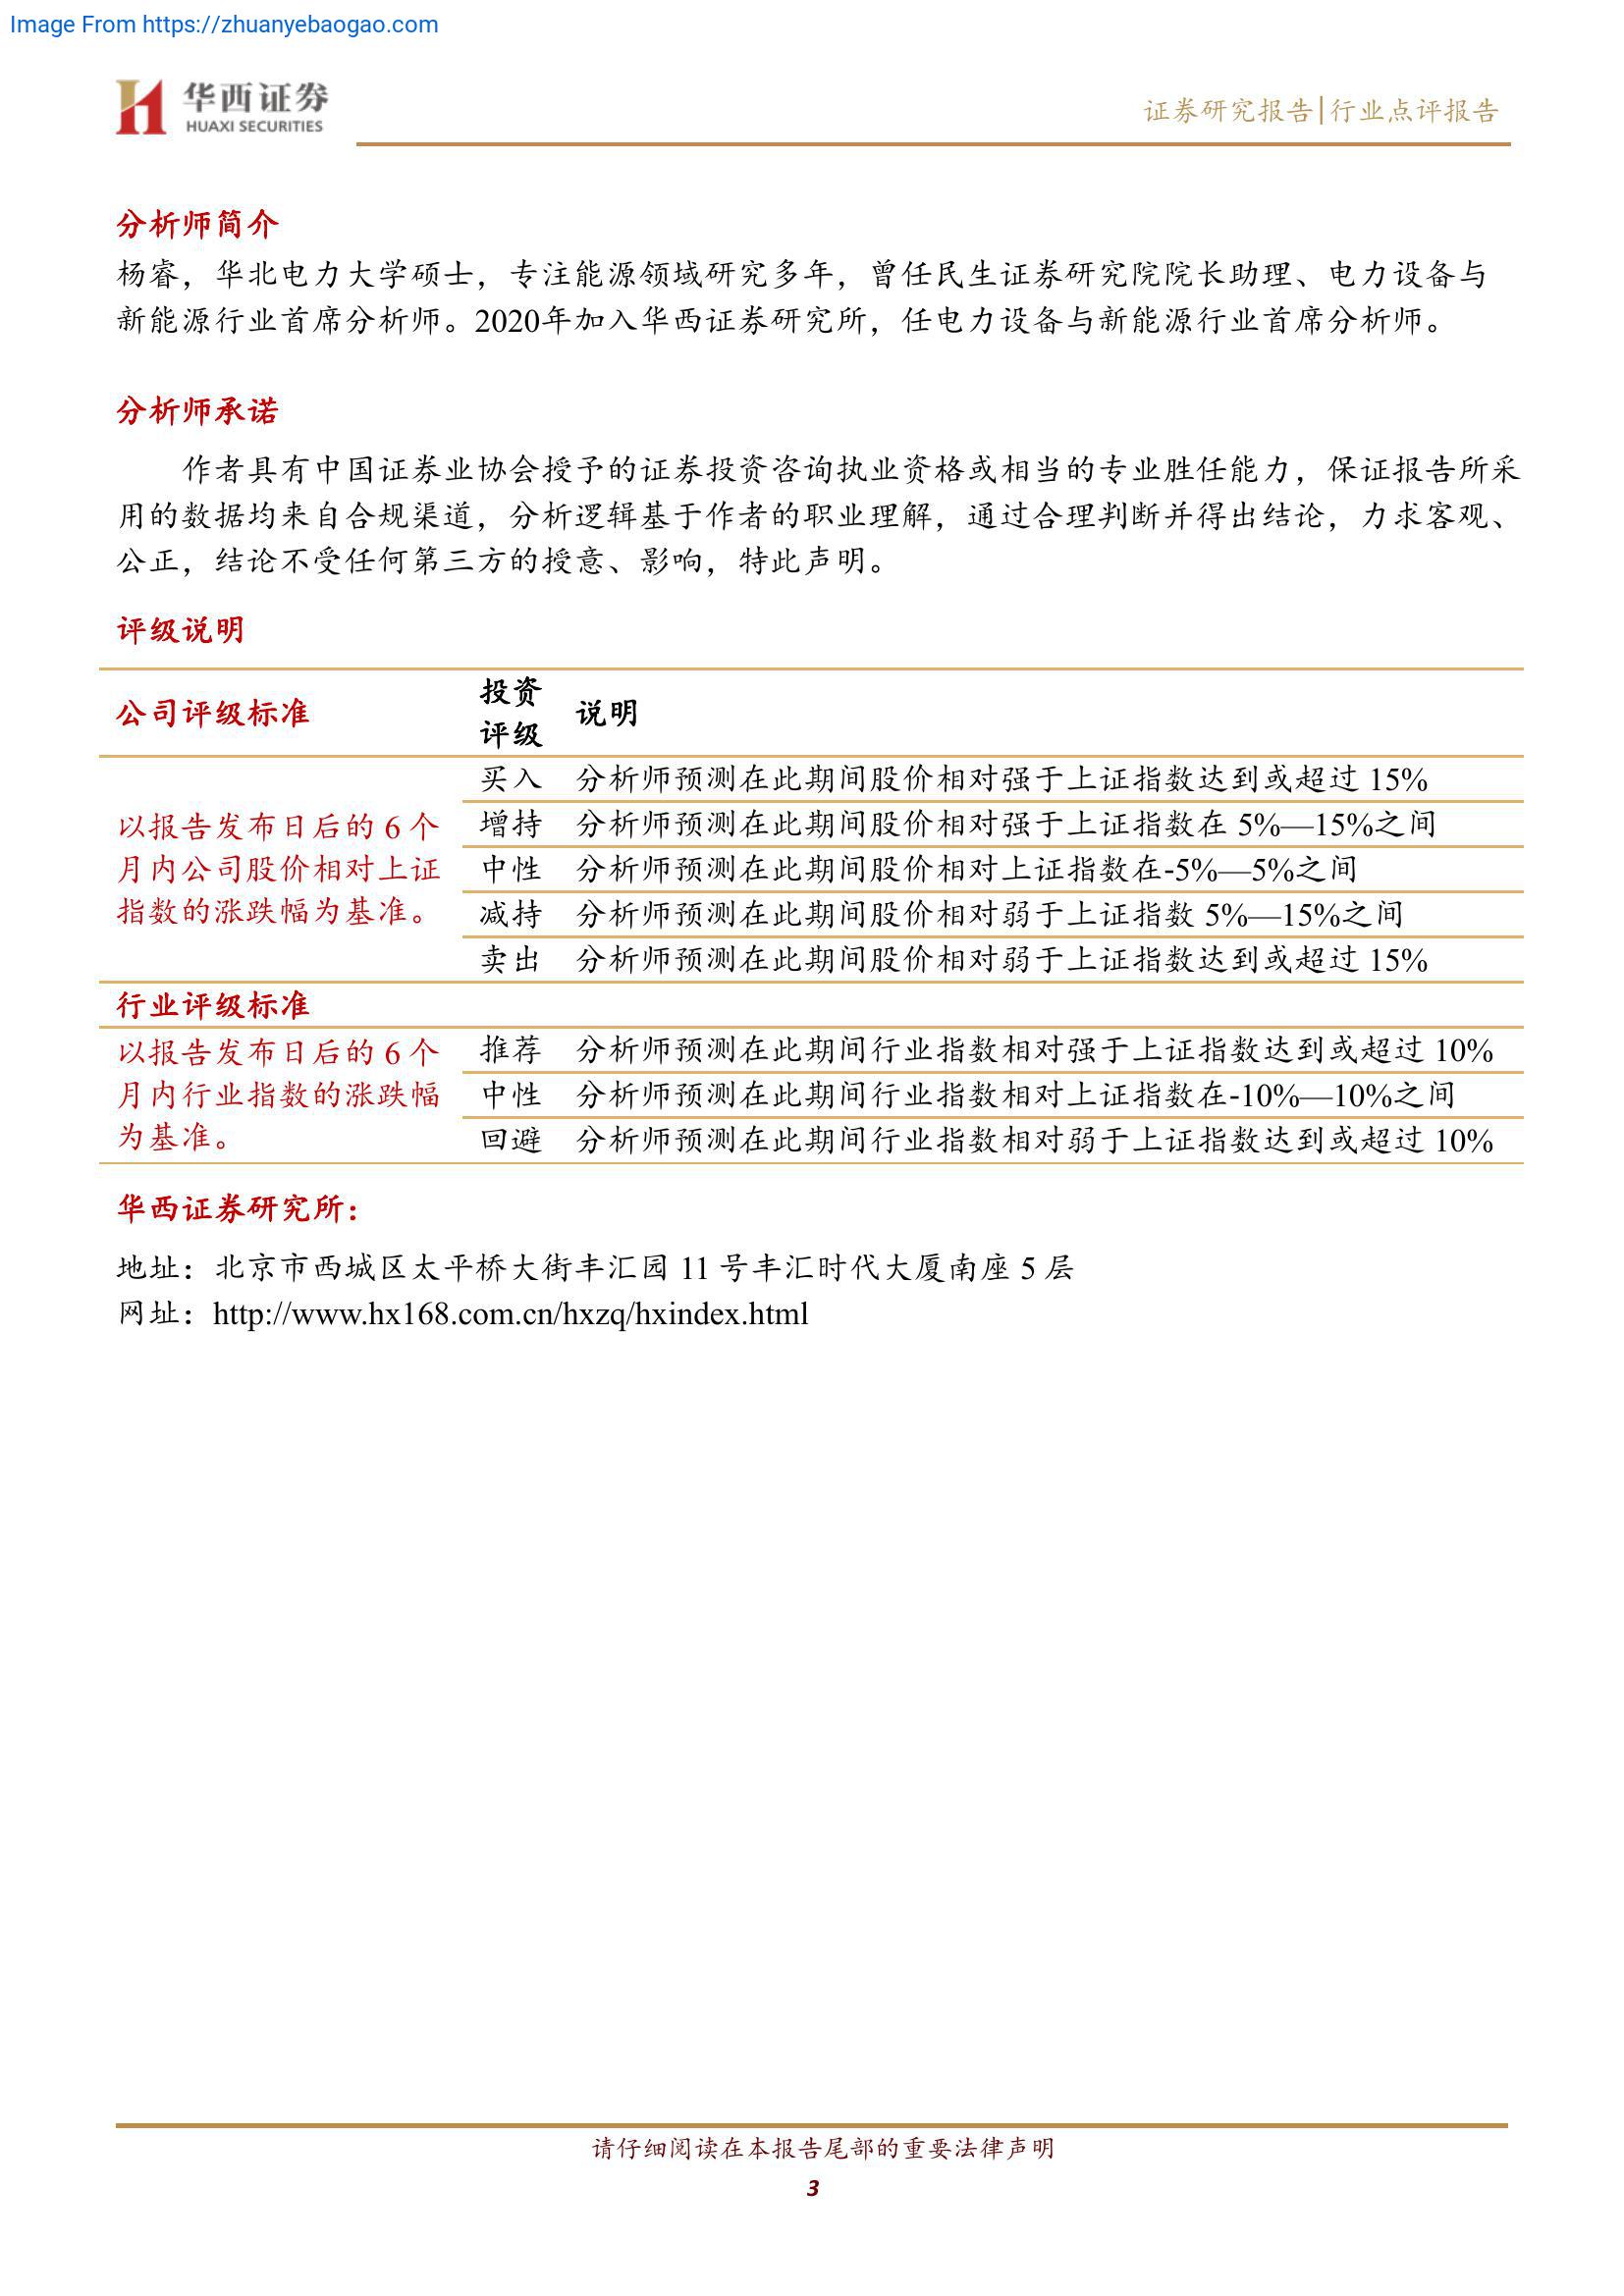 Image From https://zhuanyebaogao.com
华西证券
HUAXI SECURITIES
证券研究报告|行业点评报告
分析师简介
杨睿，华北电力大学硕士，专注能源领域研究多年，曾任民生证券研究院院长助理、电力设备与
新能源行业首席分析师。2020年加入华西证券研究所，任电力设备与新能源行业首席分析师。
分析师承诺
作者具有中国证券业协会授予的证券投资咨询执业资格或相当的专业胜任能力，保证报告所采
用的数据均来自合规渠道，分析逻辑基于作者的职业理解，通过合理判断并得出结论，力求客观、
公正，结论不受任何第三方的授意、影响，特此声明。
评级说明
公司评级标准
投资
评级
说明
以报告发布日后的 6 个
月内公司股价相对上证
指数的涨跌幅为基准。
买入 分析师预测在此期间股价相对强于上证指数达到或超过 15%
增持 分析师预测在此期间股价相对强于上证指数在 5%—15%之间
中性 分析师预测在此期间股价相对上证指数在-5%—5%之间
减持 分析师预测在此期间股价相对弱于上证指数 5%—15%之间
卖出 分析师预测在此期间股价相对弱于上证指数达到或超过 15%
行业评级标准
以报告发布日后的 6 个
月内行业指数的涨跌幅
为基准。
推荐 分析师预测在此期间行业指数相对强于上证指数达到或超过 10%
中性 分析师预测在此期间行业指数相对上证指数在-10%—10%之间
回避 分析师预测在此期间行业指数相对弱于上证指数达到或超过 10%
华西证券研究所：
地址：北京市西城区太平桥大街丰汇园 11 号丰汇时代大厦南座 5 层
网址：http://www.hx168.com.cn/hxzq/hxindex.html
请仔细阅读在本报告尾部的重要法律声明
3